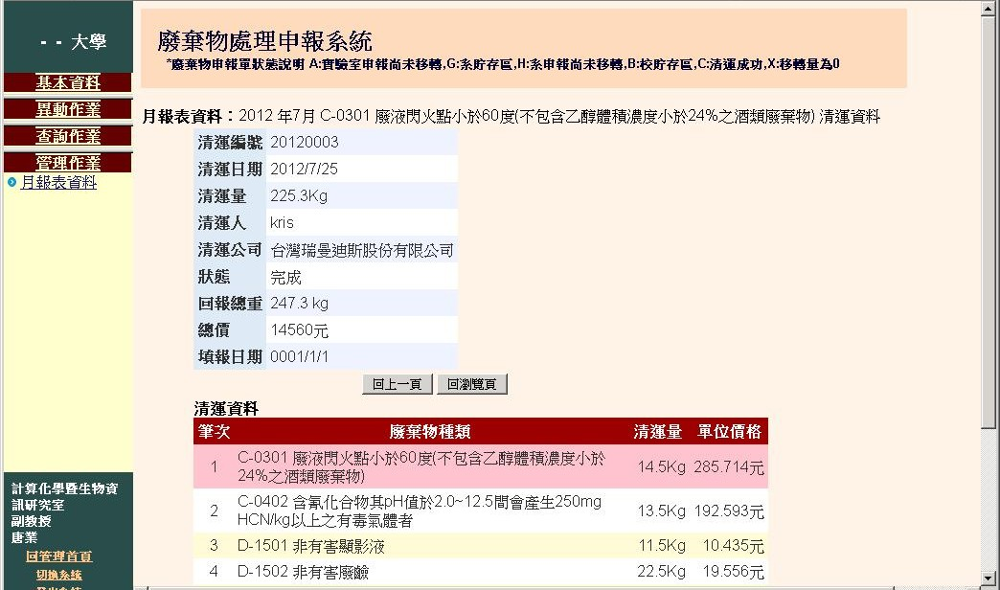 - - 大學
基本資料
異動作業
查詢作業
管理作業
月報表資料
計算化學暨生物資
訊研究室
副教授
唐業
回管理首頁
切換系統
廢棄物處理申報系統
*廢棄物申報單狀態說明 A:實驗室申報尚未移轉,G:系貯存區,H:系申報尚未移轉,B:校貯存區,C:清運成功,X:移轉量為0
月報表資料：2012 年7月 C-0301 廢液閃火點小於60度(不包含乙醇體積濃度小於24%之酒類廢棄物) 清運資料
清運編號 20120003
清運日期 2012/7/25
清運量 225.3Kg
清運人 kris
清運公司 台灣瑞曼迪斯股份有限公司
狀態 完成
回報總重 247.3 kg
總價 14560元
填報日期 0001/1/1
回上一頁 回瀏覽頁
清運資料
筆次 廢棄物種類 清運量 單位價格
1 C-0301 廢液閃火點小於60度(不包含乙醇體積濃度小於 14.5Kg 285.714元
24%之酒類廢棄物)
2 C-0402 含氰化合物其pH值於2.0~12.5間會產生250mg 13.5Kg 192.593元
HCN/kg以上之有毒氣體者
3 D-1501 非有害顯影液 11.5Kg 10.435元
4 D-1502 非有害廢鹼 22.5Kg 19.556元